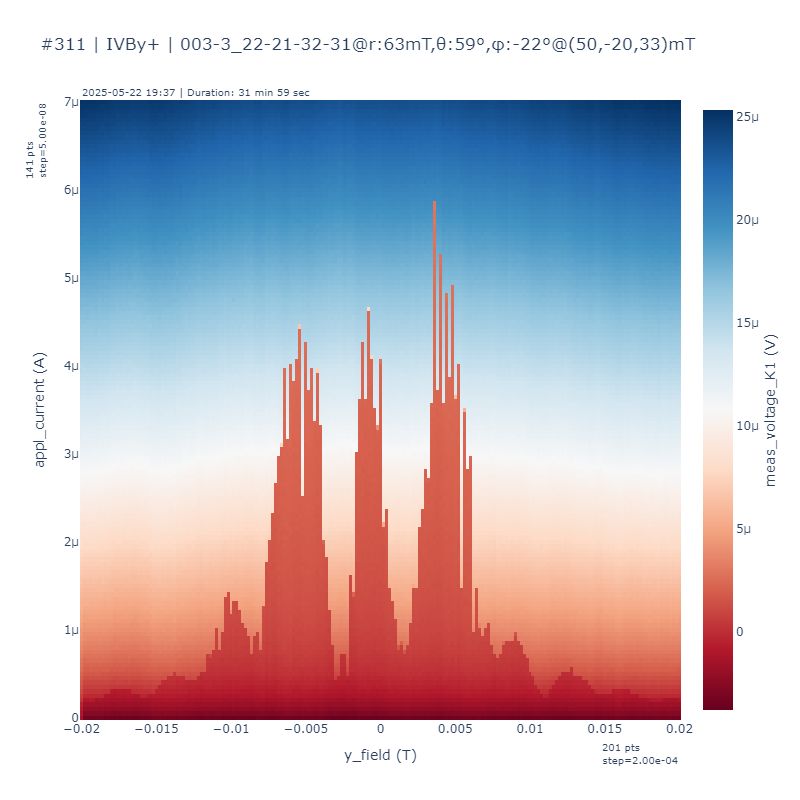 #311 | IVBy+ | 003-3_22-21-32-31@r:63mT,θ:59°,φ:-22°@(50,-20,33)mT
2025-05-22 19:37 | Duration: 31 min 59 sec
141 pts
step=5.00e-08
7μ
6μ
5μ
4μ
3μ
2μ
1μ
0
appl_current (A)
−0.02
−0.015
−0.01
−0.005
0
0.005
0.01
0.015
0.02
y_field (T)
201 pts
step=2.00e-04
25μ
20μ
15μ
10μ
5μ
0
meas_voltage_K1 (V)